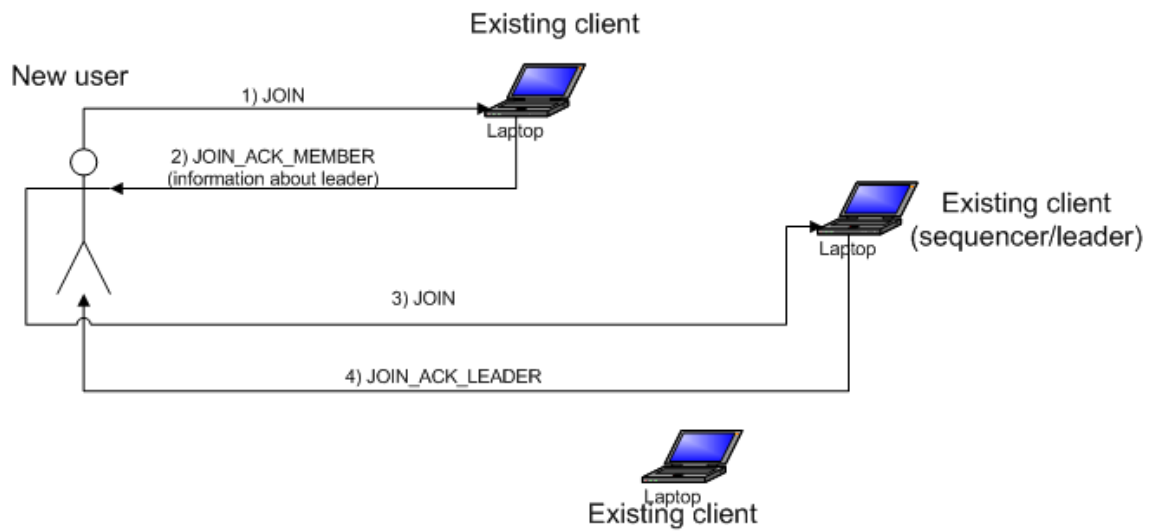 Existing client
New user
1) JOIN
Laptop
2) JOIN_ACK_MEMBER
(information about leader)
Existing client
(sequencer/leader)
Laptop
3) JOIN
4) JOIN_ACK_LEADER
Laptop
Existing client